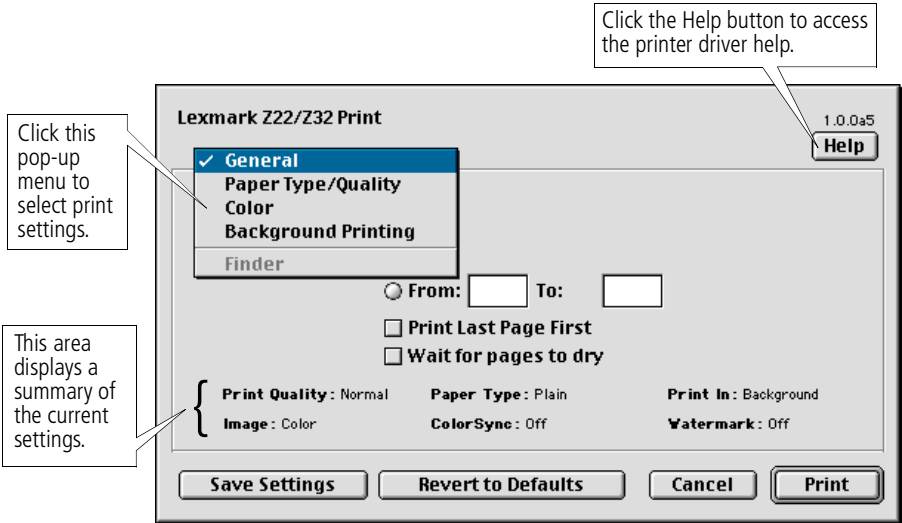 Click the Help button to access
the printer driver help.
Lexmark Z22/Z32 Print
1.0.0a5
Help
Click this
pop-up
menu to
select print
settings.
✓ General
Paper Type/Quality
Color
Background Printing
Finder
From: To:
Print Last Page First
Wait for pages to dry
This area
displays a
summary of
the current
settings.
Print Quality: Normal Paper Type: Plain Print In: Background
Image: Color ColorSync: Off Watermark: Off
Save Settings Revert to Defaults Cancel Print